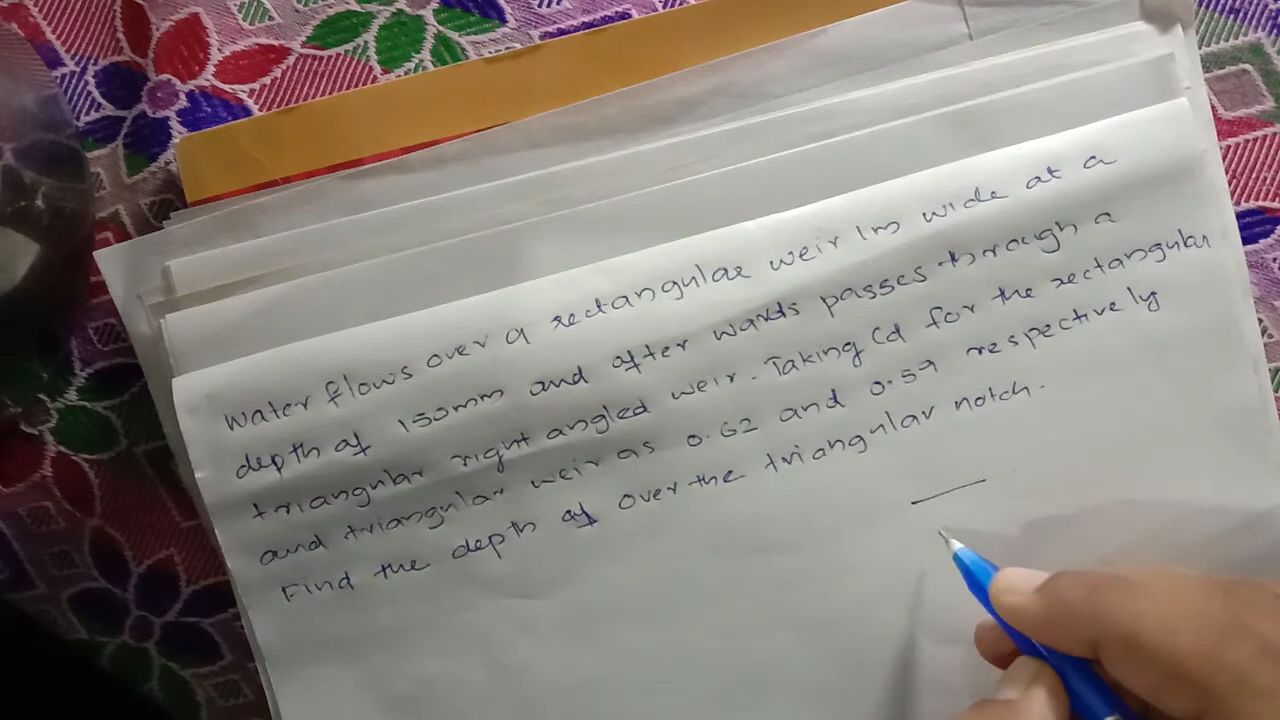 Water flows over a rectangular weir 1m wide at a
depth of 150mm and after wards passes through a
triangular right angled weir. Taking Cd for the rectangular
and triangular weir as 0.62 and 0.59 respectively
Find the depth of over the triangular notch.